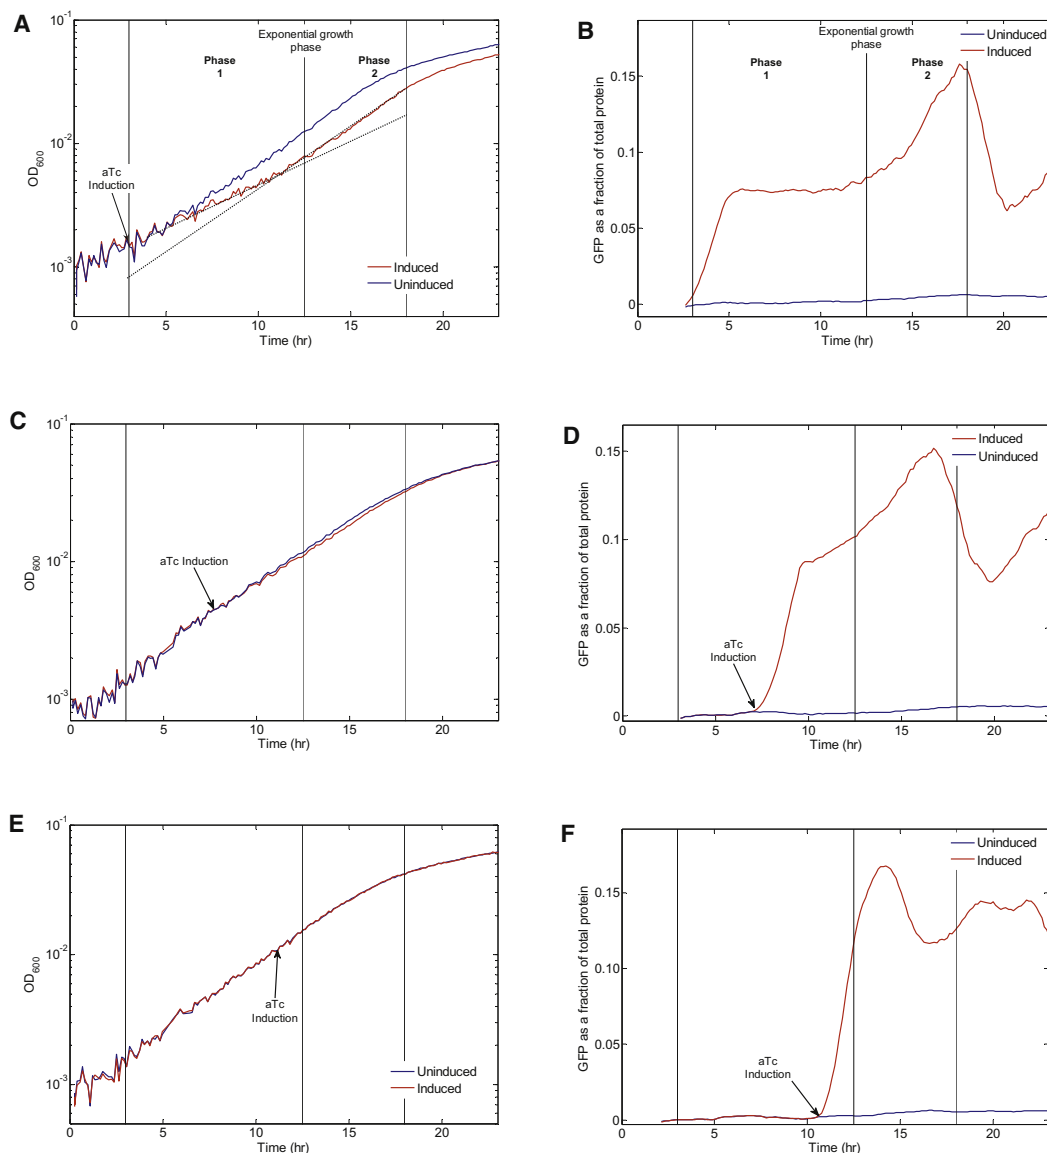 A
10^-1
10^-2
10^-3
OD600
Exponential growth
phase
Phase
1
Phase
2
aTc
Induction
Induced
Uninduced
0
5
10
15
20
Time (hr)
B
0.15
0.1
0.05
0
GFP as a fraction of total protein
Exponential growth
phase
Phase
1
Phase
2
Uninduced
Induced
0
5
10
15
20
Time (hr)
C
10^-1
10^-2
10^-3
OD600
aTc Induction
0
5
10
15
20
Time (hr)
D
0.15
0.1
0.05
0
GFP as a fraction of total protein
Induced
Uninduced
aTc
Induction
0
5
10
15
20
Time (hr)
E
10^-1
10^-2
10^-3
OD600
aTc
Induction
Uninduced
Induced
0
5
10
15
20
Time (hr)
F
0.15
0.10
0.05
0
GFP as a fraction of total protein
Uninduced
Induced
aTc
Induction
0
5
10
15
20
Time (hr)